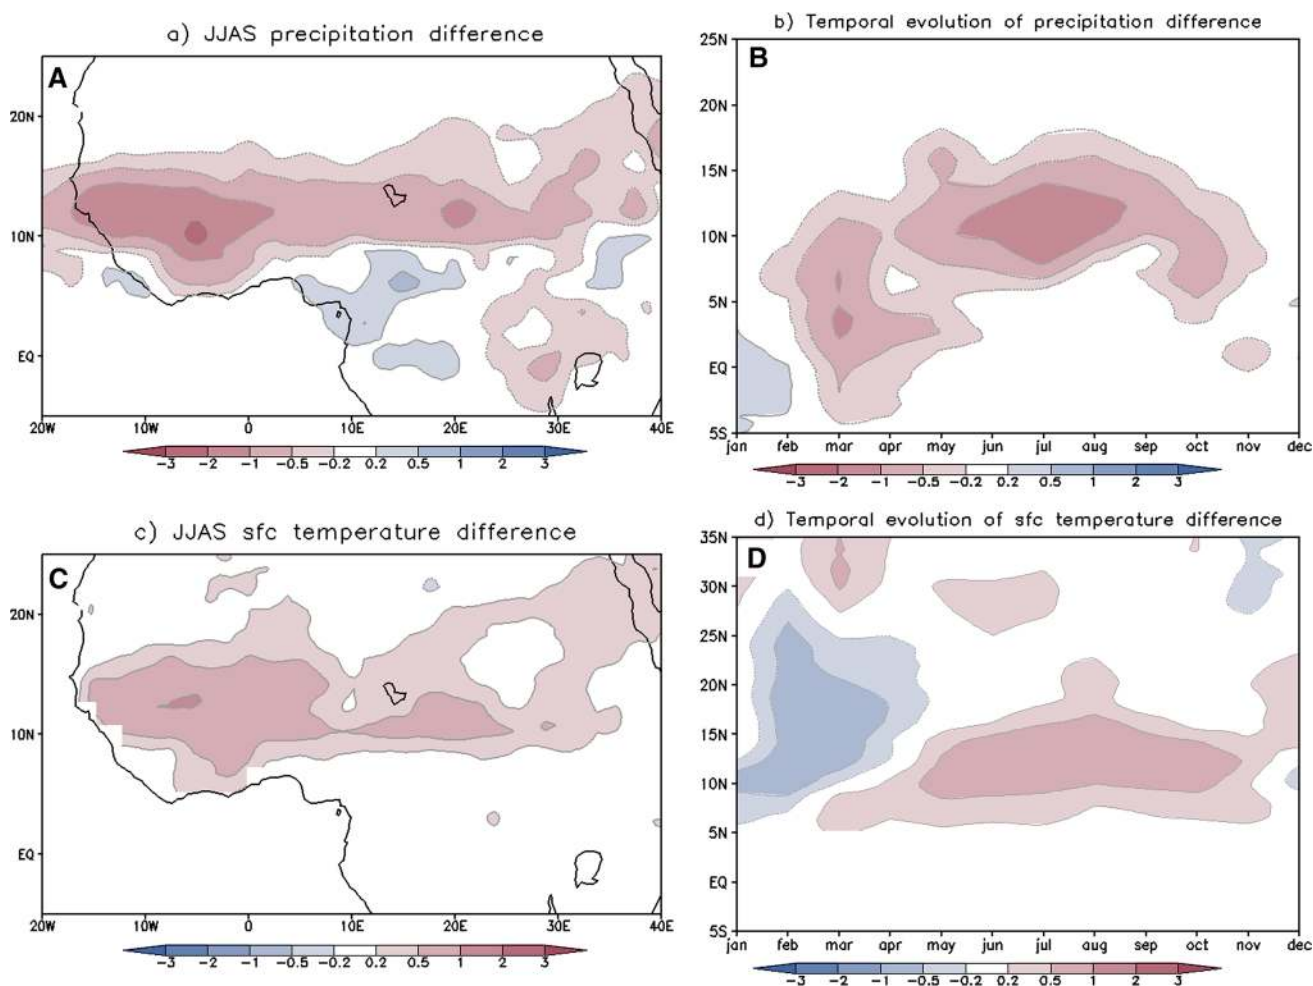 a) JJAS precipitation difference
A
20N
10N
EQ
20W 10W 0 10E 20E 30E 40E
-3 -2 -1 -0.5 -0.2 0.2 0.5 1 2 3
b) Temporal evolution of precipitation difference
B
25N
20N
15N
10N
5N
EQ
5S
jan feb mar apr may jun jul aug sep oct nov dec
-3 -2 -1 -0.5 -0.2 0.2 0.5 1 2 3
c) JJAS sfc temperature difference
C
20N
10N
EQ
20W 10W 0 10E 20E 30E 40E
-3 -2 -1 -0.5 -0.2 0.2 0.5 1 2 3
d) Temporal evolution of sfc temperature difference
D
35N
30N
25N
20N
15N
10N
5N
EQ
5S
jan feb mar apr may jun jul aug sep oct nov dec
-3 -2 -1 -0.5 -0.2 0.2 0.5 1 2 3